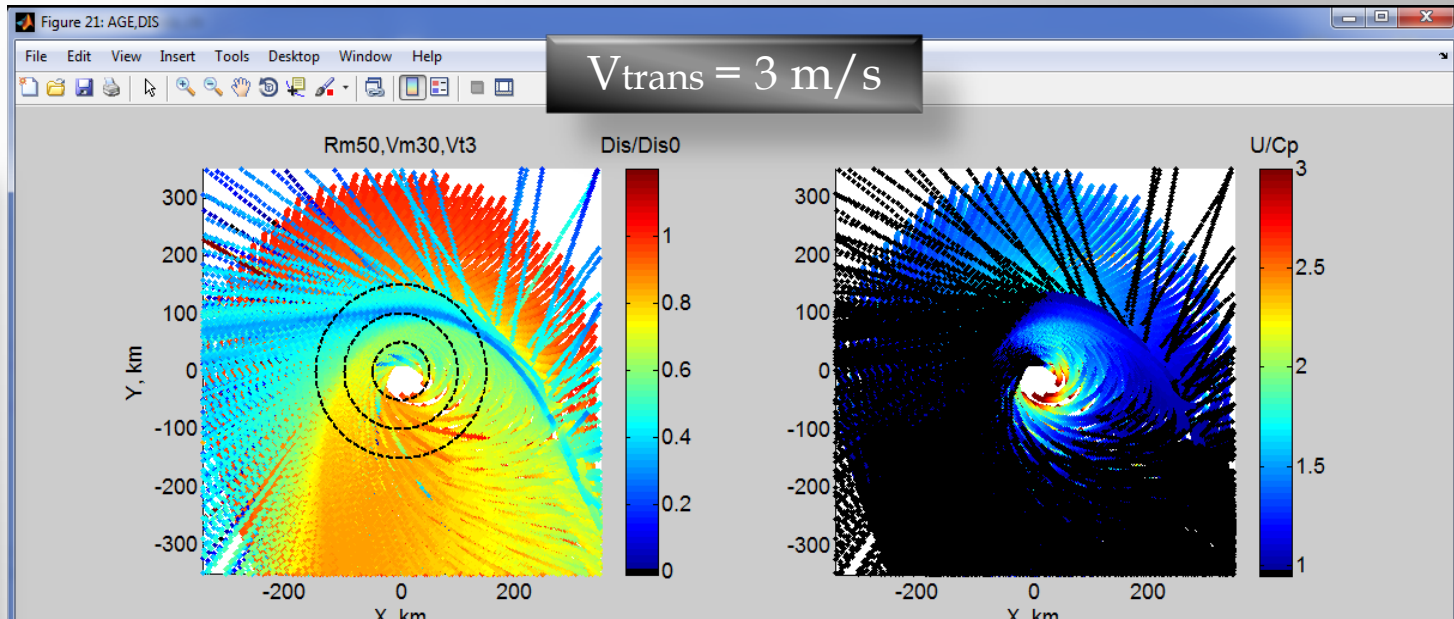 Figure 21: AGE,DIS
File Edit View Insert Tools Desktop Window Help
Vtrans = 3 m/s
Rm50,Vm30,Vt3
Dis/Dis0
U/Cp
300
200
100
0
-100
-200
-300
Y, km
-200 0 200
X, km
1
0.8
0.6
0.4
0.2
0
300
200
100
0
-100
-200
-300
-200 0 200
X, km
3
2.5
2
1.5
1